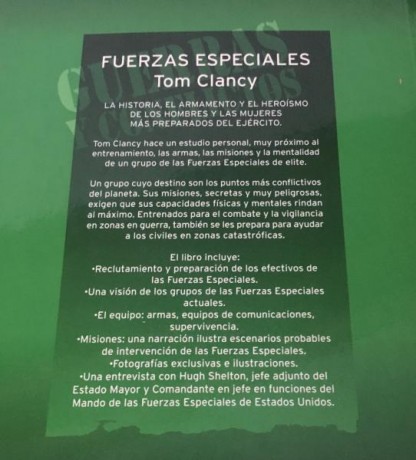 GUERRAS
Y CONFLICTOS
FUERZAS ESPECIALES
Tom Clancy
LA HISTORIA, EL ARMAMENTO Y EL HEROÍSMO
DE LOS HOMBRES Y LAS MUJERES
MÁS PREPARADOS DEL EJÉRCITO.
Tom Clancy hace un estudio personal, muy próximo al
entrenamiento, las armas, las misiones y la mentalidad
de un grupo de las Fuerzas Especiales de elite.
Un grupo cuyo destino son los puntos más conflictivos
del planeta. Sus misiones, secretas y muy peligrosas,
exigen que sus capacidades físicas y mentales rindan
al máximo. Entrenados para el combate y la vigilancia
en zonas en guerra, también se les prepara para ayudar
a los civiles en zonas catastróficas.
El libro incluye:
•Reclutamiento y preparación de los efectivos de
las Fuerzas Especiales.
•Una visión de los grupos de las Fuerzas Especiales
actuales.
•El equipo: armas, equipos de comunicaciones,
supervivencia.
•Misiones: una narración ilustra escenarios probables
de intervención de las Fuerzas Especiales.
•Fotografías exclusivas e ilustraciones.
•Una entrevista con Hugh Shelton, jefe adjunto del
Estado Mayor y Comandante en jefe en funciones del
Mando de las Fuerzas Especiales de Estados Unidos.